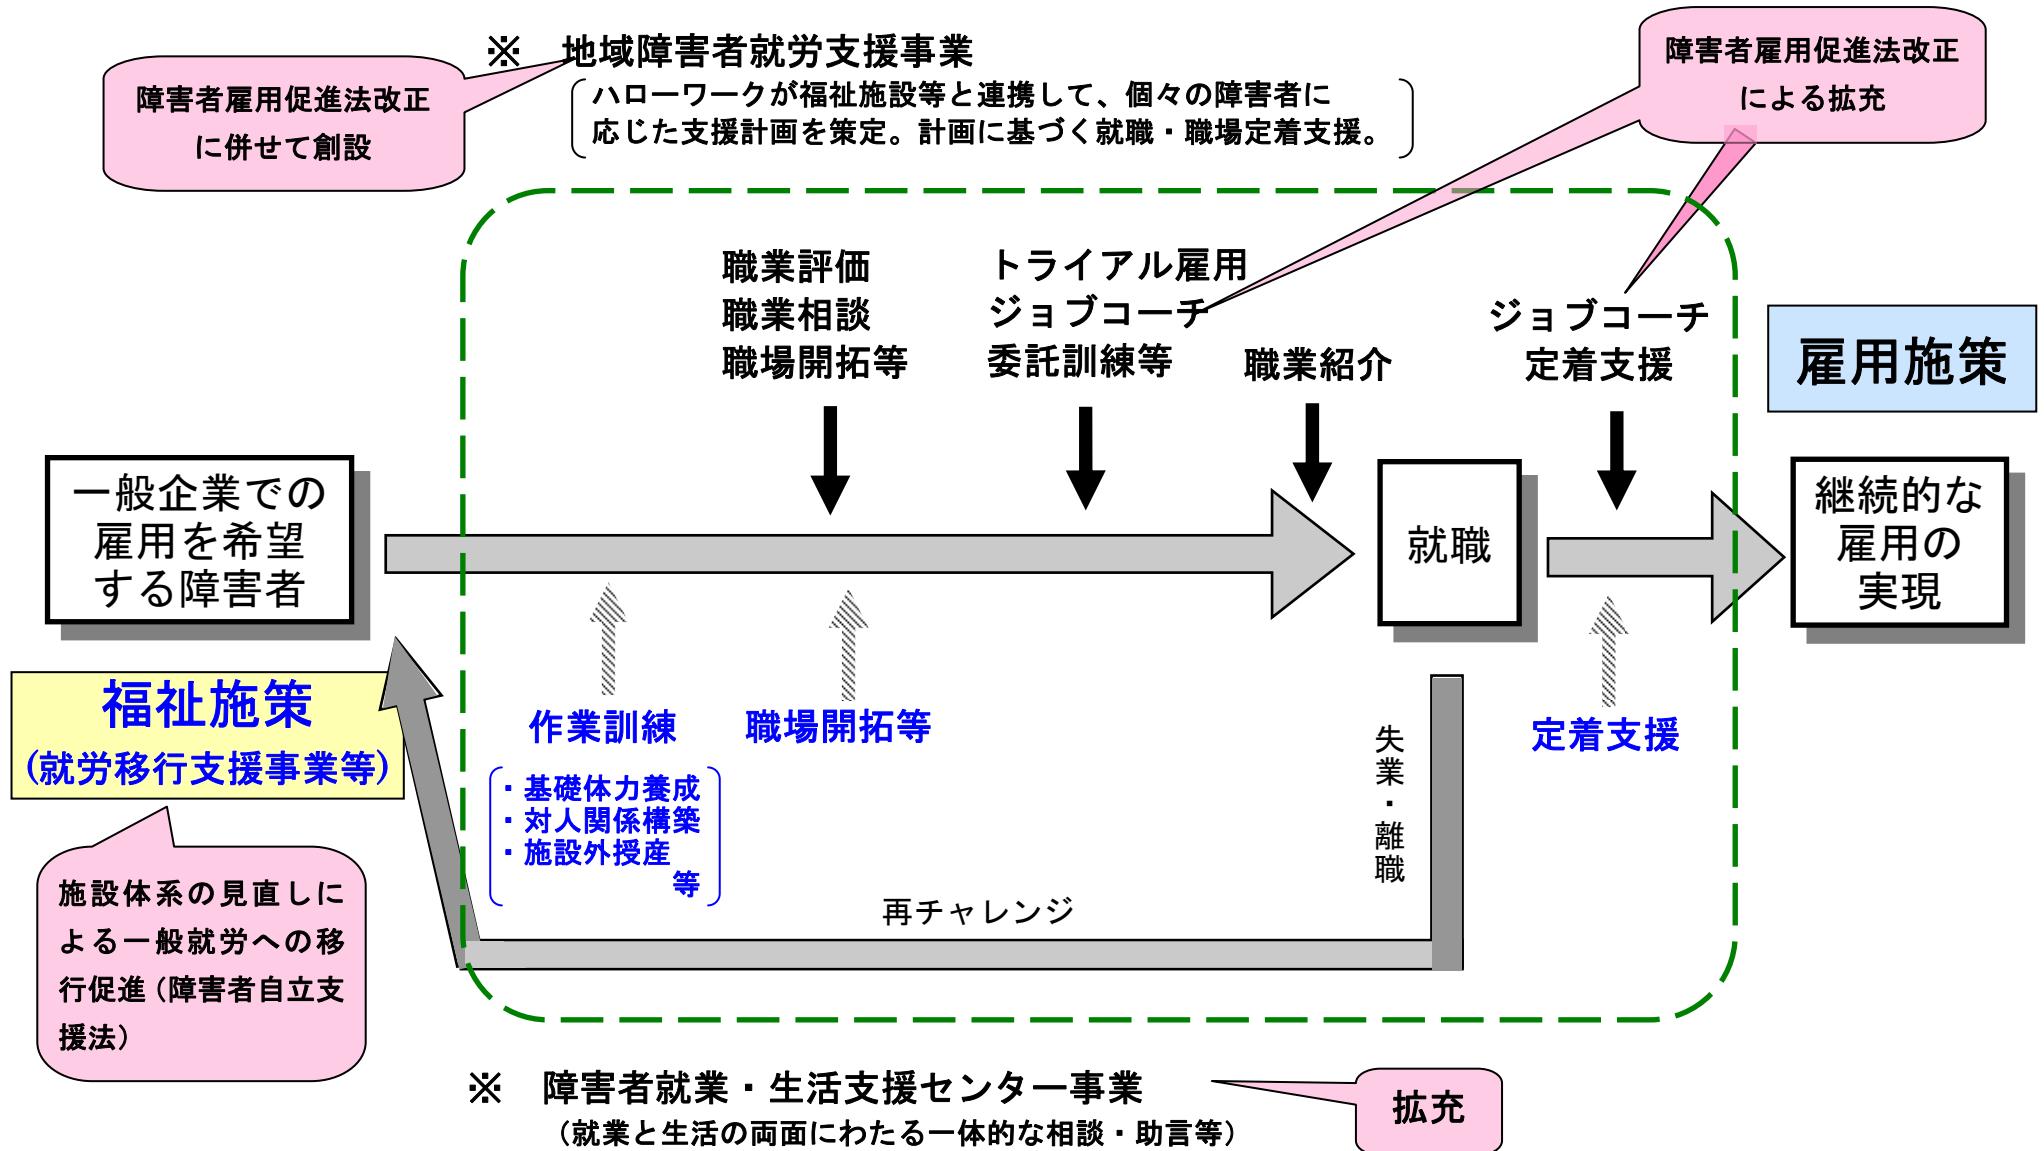 ※　地域障害者就労支援事業
ハローワークが福祉施設等と連携して、個々の障害者に
応じた支援計画を策定。計画に基づく就職・職場定着支援。
障害者雇用促進法改正
に併せて創設
障害者雇用促進法改正
による拡充
職業評価
職業相談
職場開拓等
トライアル雇用
ジョブコーチ
委託訓練等
職業紹介
ジョブコーチ
定着支援
雇用施策
一般企業での
雇用を希望
する障害者
就職
継続的な
雇用の
実現
福祉施策
(就労移行支援事業等)
作業訓練
・基礎体力養成
・対人関係構築
・施設外授産
等
職場開拓等
定着支援
失業・離職
再チャレンジ
施設体系の見直しに
よる一般就労への移
行促進(障害者自立支
援法)
※　障害者就業・生活支援センター事業
(就業と生活の両面にわたる一体的な相談・助言等)
拡充